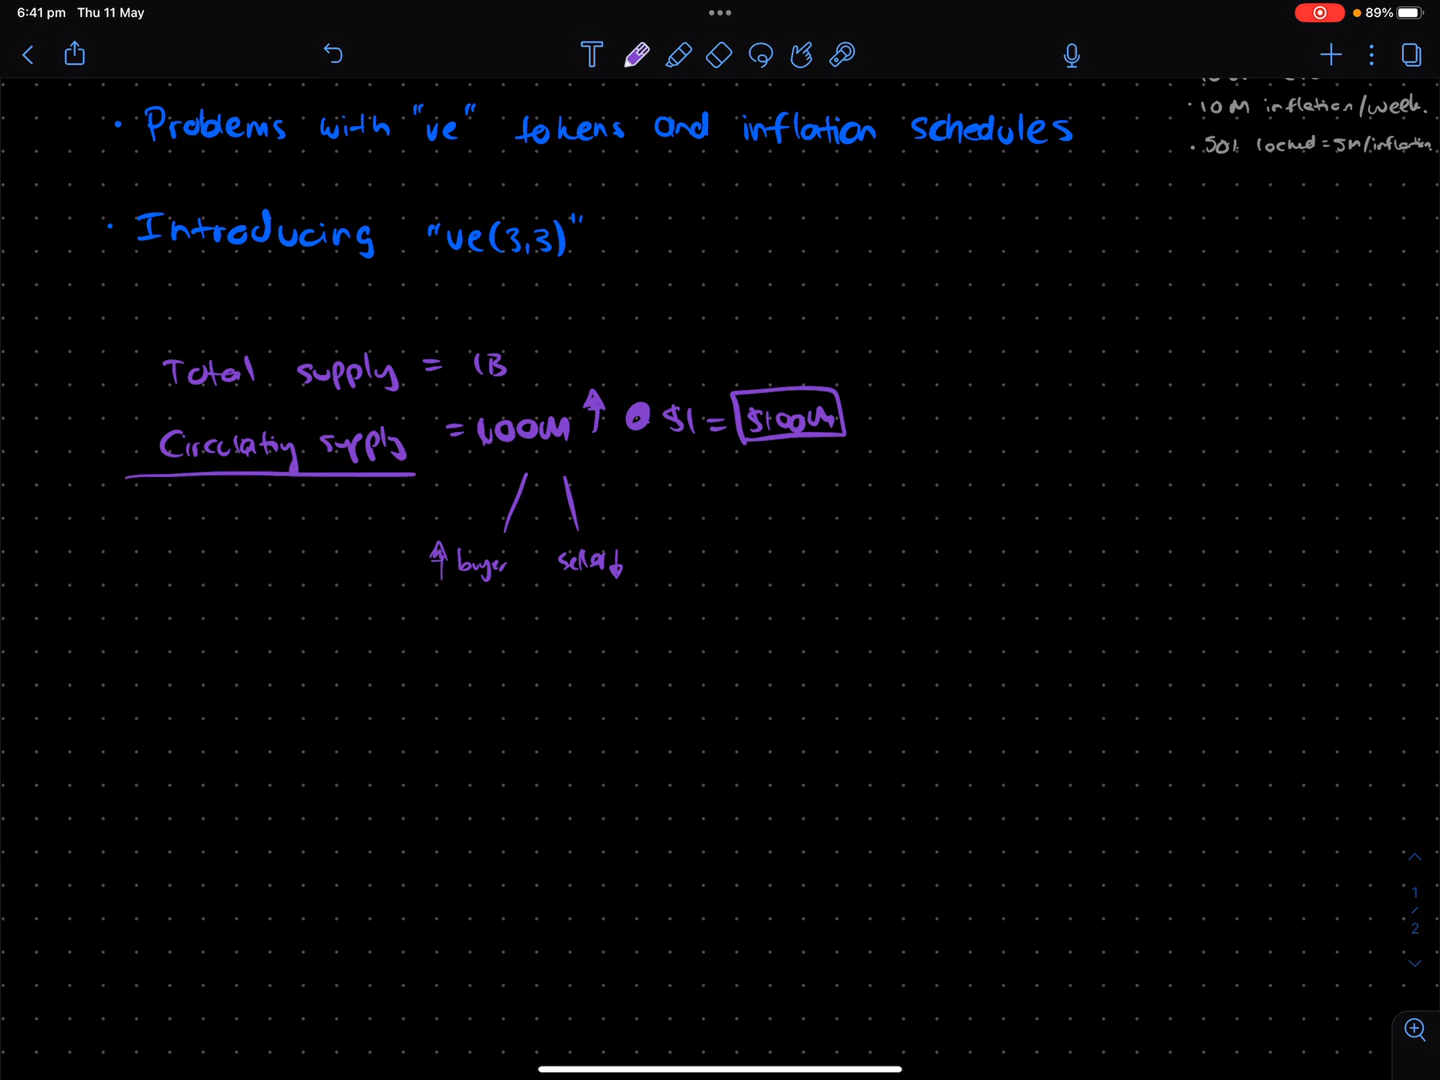 6:41 pm Thu 11 May
89%
· 10M inflation/week.
· Problems with "ve" tokens and inflation schedules
· 50% locked = 5M/inflation
· Introducing "ve(3,3)"
Total supply = 1B
Circulating supply = 100M ↑ @ $1 = $100M
↑ buyer seller ↓
1
/
2